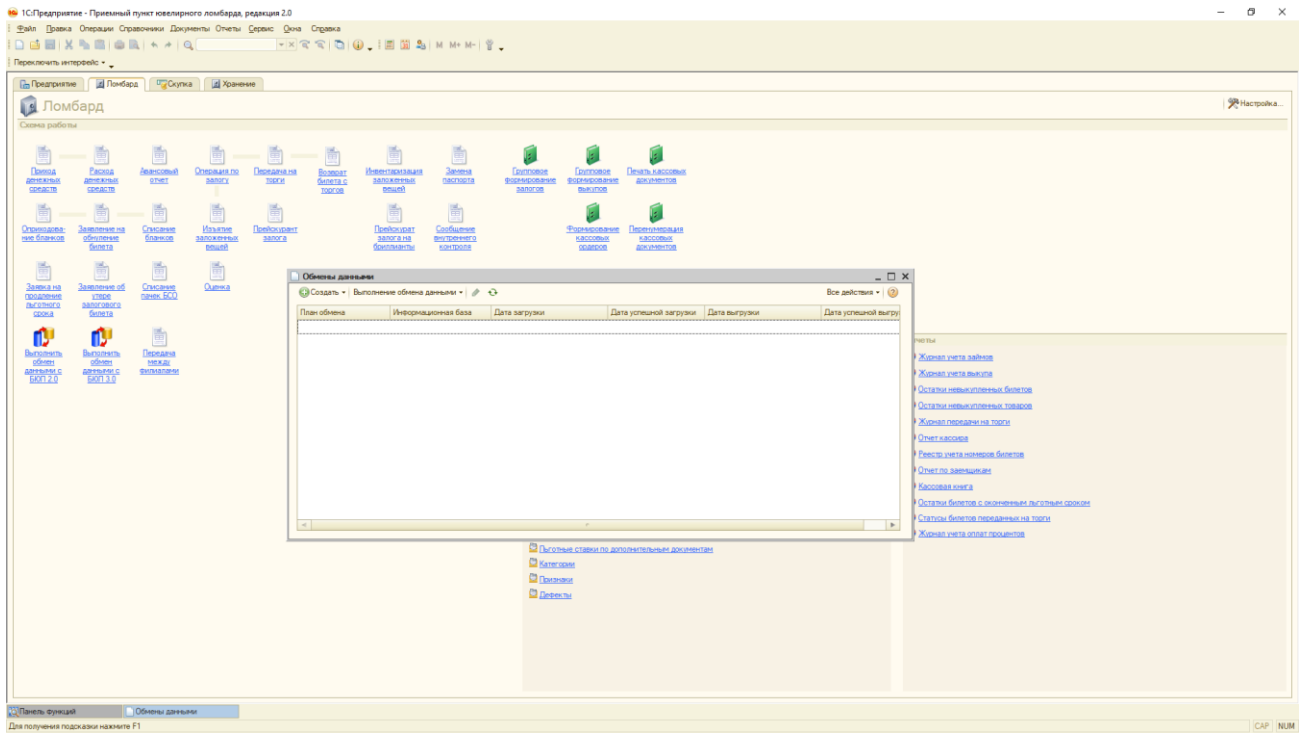 1С:Предприятие - Приемный пункт ювелирного ломбарда, редакция 2.0
Файл Правка Операции Справочники Документы Отчеты Сервис Окна Справка
M M+ M-
Переключить интерфейс
Предприятие Ломбард Скупка Хранение
Ломбард
Настройка...
Схема работы
Приход денежных средств
Расход денежных средств
Авансовый отчет
Операция по залогу
Передача на торги
Возврат билета с торгов
Инвентаризация заложенных вещей
Замена паспорта
Групповое формирование залогов
Групповое формирование выкупов
Печать кассовых документов
Оприходова-ние бланков
Заявление на обнуление билета
Списание бланков
Изъятие заложенных вещей
Прейскурант залога
Прейскурат залога на бриллианты
Сообщение внутреннего контроля
Формирование кассовых ордеров
Перенумерация кассовых документов
Заявка на продление льготного срока
Заявление об утере залогового билета
Списание пачек БСО
Оценка
Выполнить обмен данными с БЮП 2.0
Выполнить обмен данными с БЮП 3.0
Передача между филиалами
Обмены данными
Создать Выполнение обмена данными Все действия
План обмена Информационная база Дата загрузки Дата успешной загрузки Дата выгрузки Дата успешной выгру
четы
Журнал учета займов
Журнал учета выкупа
Остатки невыкупленных билетов
Остатки невыкупленных товаров
Журнал передачи на торги
Отчет кассира
Реестр учета номеров билетов
Отчет по заемщикам
Кассовая книга
Остатки билетов с оконченным льготным сроком
Статусы билетов переданных на торги
Журнал учета оплат процентов
Льготные ставки по дополнительным документам
Категории
Признаки
Дефекты
Панель функций Обмены данными
Для получения подсказки нажмите F1
CAP NUM